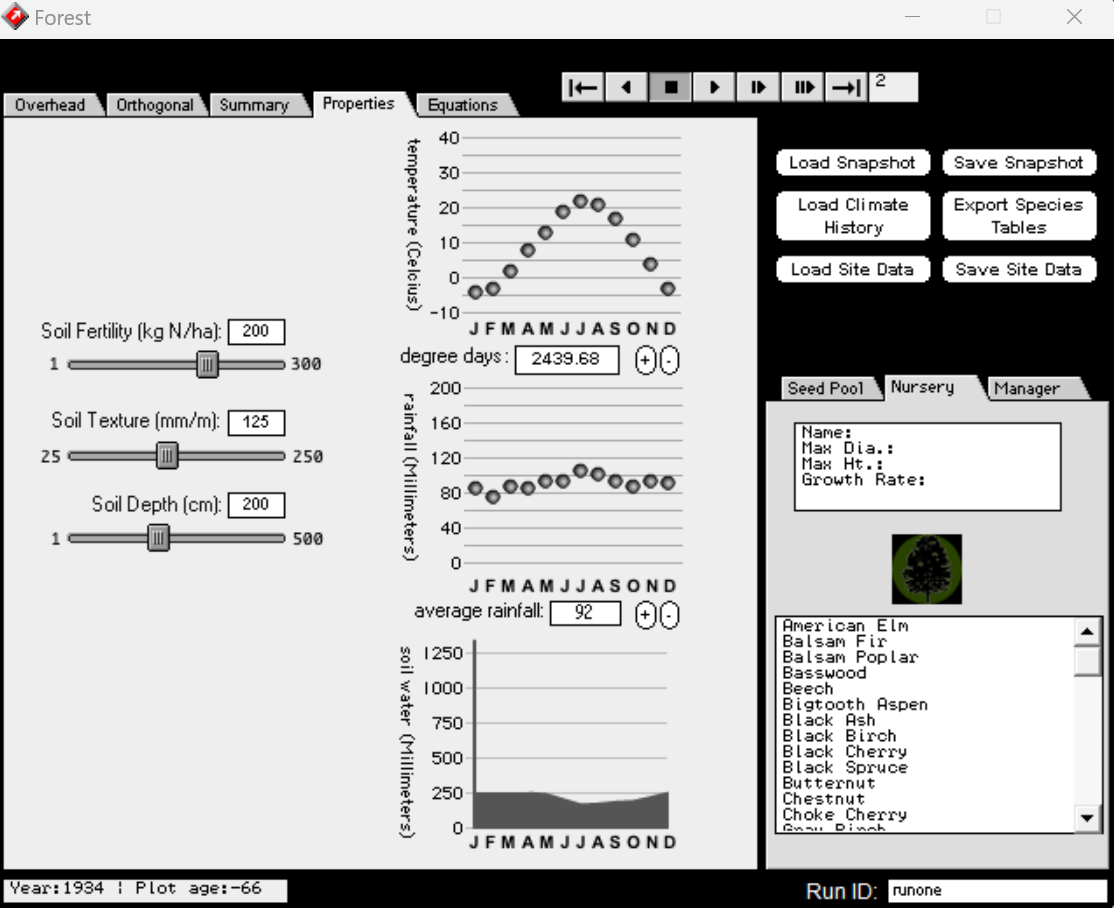 Forest
2
Overhead
Orthogonal
Summary
Properties
Equations
Load Snapshot
Save Snapshot
Load Climate
History
Export Species
Tables
Load Site Data
Save Site Data
Soil Fertility (kg N/ha): 200
1 300
Soil Texture (mm/m): 125
25 250
Soil Depth (cm): 200
1 500
temperature (Celcius)
40
30
20
10
0
-10
J F M A M J J A S O N D
degree days : 2439.68 + -
rainfall (Millimeters)
200
160
120
80
40
0
J F M A M J J A S O N D
average rainfall: 92 + -
soil water (Millimeters)
1250
1000
750
500
250
0
J F M A M J J A S O N D
Seed Pool
Nursery
Manager
Name:
Max Dia.:
Max Ht.:
Growth Rate:
American Elm
Balsam Fir
Balsam Poplar
Basswood
Beech
Bigtooth Aspen
Black Ash
Black Birch
Black Cherry
Black Spruce
Butternut
Chestnut
Choke Cherry
Gray Birch
Year:1934 | Plot age:-66
Run ID: runone